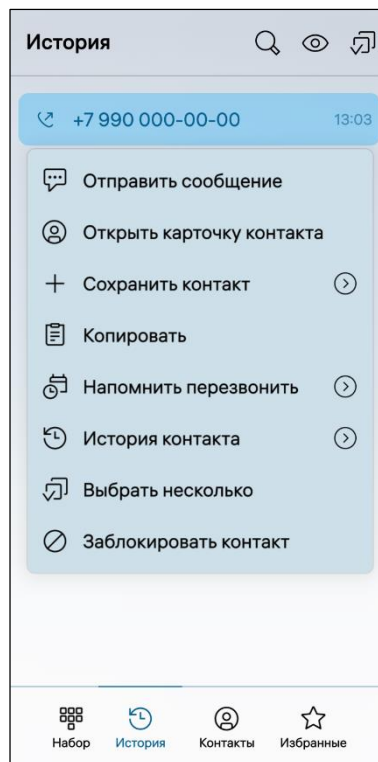 История
+7 990 000-00-00 13:03
Отправить сообщение
Открыть карточку контакта
Сохранить контакт
Копировать
Напомнить перезвонить
История контакта
Выбрать несколько
Заблокировать контакт
Набор История Контакты Избранные